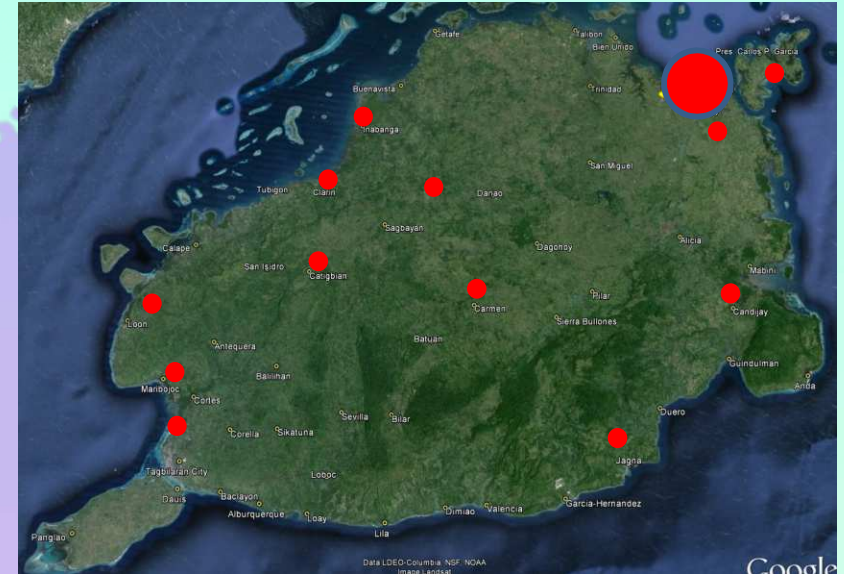 Getafe
Talibon
Bien Unido
Pres. Carlos P. Garcia
Buenavista
Trinidad
Inabanga
San Miguel
Tubigon
Clarin
Danao
Sagbayan
Calape
Dagohoy
Alicia
San Isidro
Catigbian
Mabini
Pilar
Loon
Carmen
Candijay
Sierra Bullones
Antequera
Batuan
Balilihan
Guindulman
Maribojoc
Anda
Cortes
Sevilla
Bilar
Duero
Corella
Sikatuna
Jagna
Tagbilaran City
Loboc
Dauis
Baclayon
Alburquerque
Loay
Dimiao
Valencia
Garcia-Hernandez
Panglao
Lila
Data LDEO-Columbia, NSF, NOAA
Image Landsat
Google